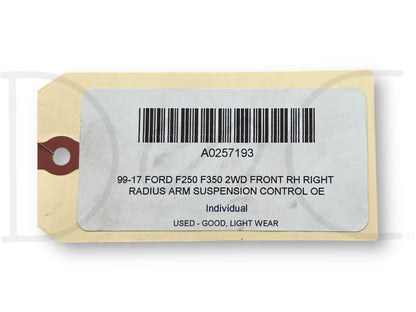 A0257193
99-17 FORD F250 F350 2WD FRONT RH RIGHT
RADIUS ARM SUSPENSION CONTROL OE
Individual
USED - GOOD, LIGHT WEAR